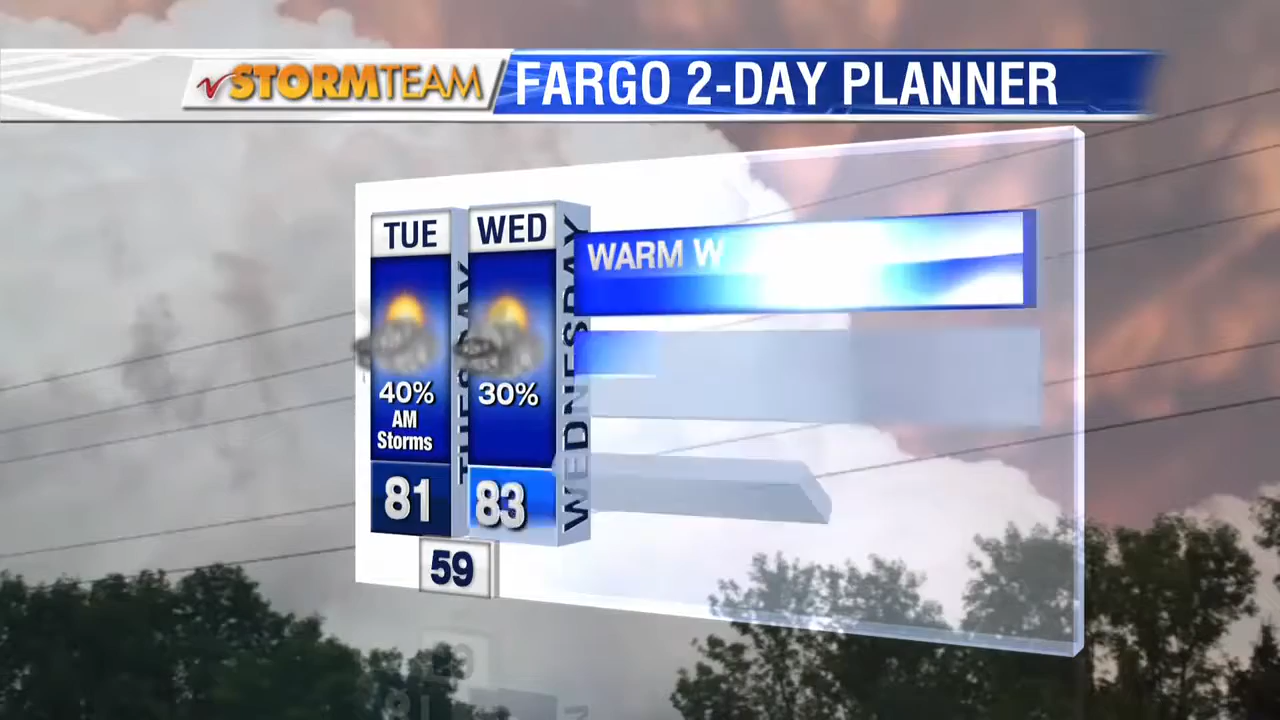 STORMTEAM
FARGO 2-DAY PLANNER
TUE
40%
AM
Storms
81
TUESDAY
WED
30%
83
WEDNESDAY
59
WARM W